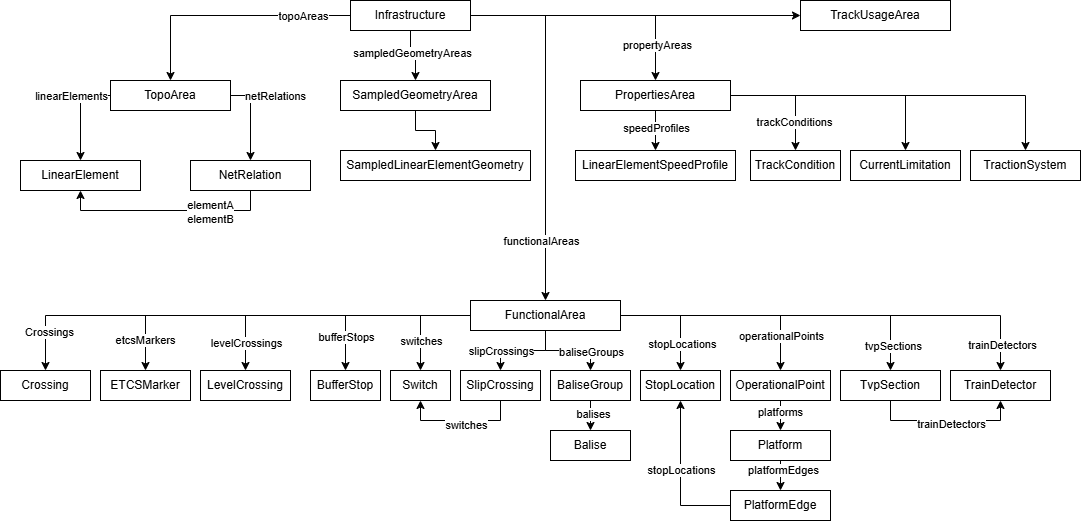 Infrastructure
TrackUsageArea
topoAreas
sampledGeometryAreas
propertyAreas
TopoArea
SampledGeometryArea
PropertiesArea
linearElements
netRelations
speedProfiles
trackConditions
LinearElement
NetRelation
SampledLinearElementGeometry
LinearElementSpeedProfile
TrackCondition
CurrentLimitation
TractionSystem
elementA
elementB
functionalAreas
FunctionalArea
Crossings
etcsMarkers
levelCrossings
bufferStops
switches
slipCrossings
baliseGroups
stopLocations
operationalPoints
tvpSections
trainDetectors
Crossing
ETCSMarker
LevelCrossing
BufferStop
Switch
SlipCrossing
BaliseGroup
StopLocation
OperationalPoint
TvpSection
TrainDetector
switches
balises
platforms
trainDetectors
Balise
Platform
stopLocations
platformEdges
PlatformEdge